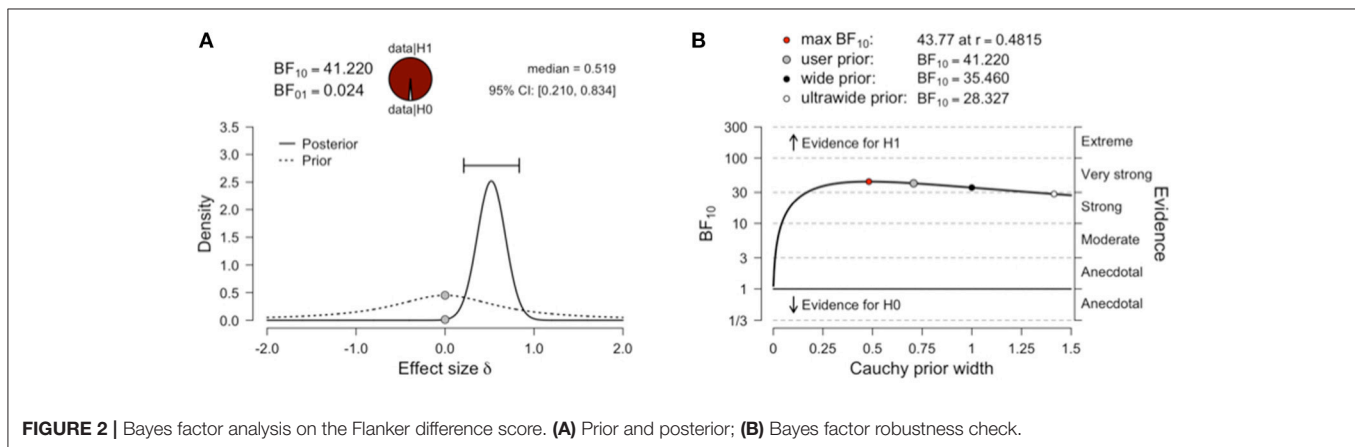 A
data|H1
BF10 = 41.220
BF01 = 0.024
data|H0
median = 0.519
95% CI: [0.210, 0.834]
3.5
3.0
2.5
2.0
1.5
1.0
0.5
0.0
Density
Posterior
Prior
-2.0 -1.0 0.0 1.0 2.0
Effect size δ
B
max BF10: 43.77 at r = 0.4815
user prior: BF10 = 41.220
wide prior: BF10 = 35.460
ultrawide prior: BF10 = 28.327
300
100
30
10
3
1
1/3
BF10
↑ Evidence for H1
↓ Evidence for H0
Extreme
Very strong
Strong
Moderate
Anecdotal
Anecdotal
Evidence
0 0.25 0.5 0.75 1 1.25 1.5
Cauchy prior width
FIGURE 2 | Bayes factor analysis on the Flanker difference score. (A) Prior and posterior; (B) Bayes factor robustness check.